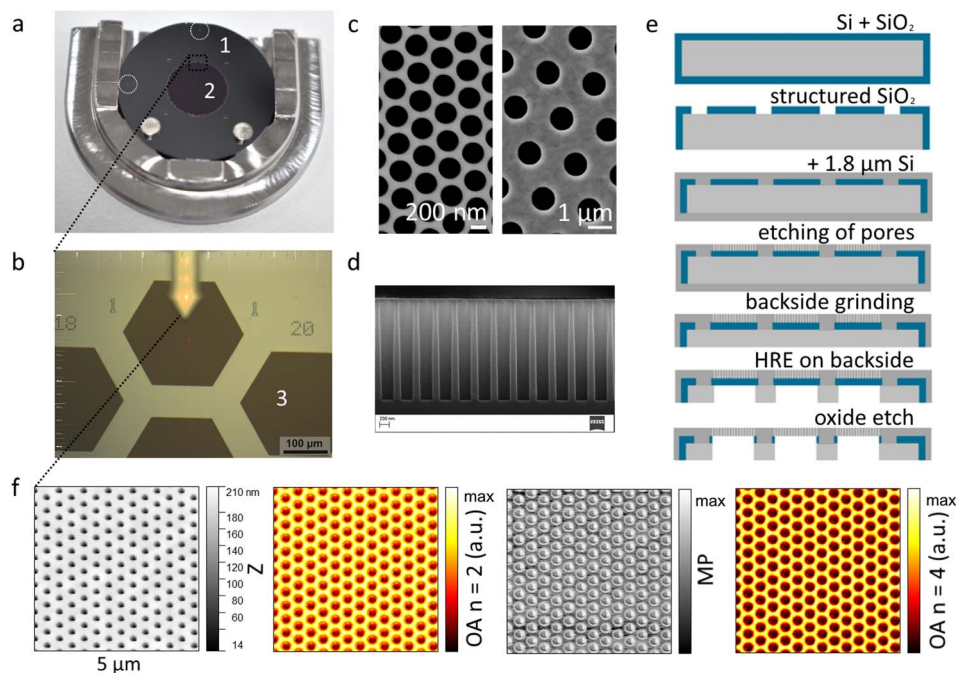 a
1
2
c
200 nm
1 µm
e
Si + SiO₂
structured SiO₂
+ 1.8 µm Si
etching of pores
backside grinding
HRE on backside
oxide etch
b
18
1
1
20
3
100 µm
d
200 nm
ZEISS
f
210 nm
180
160
140
120
100
80
60
14
Z
5 µm
max
OA n = 2 (a.u.)
max
MP
max
OA n = 4 (a.u.)